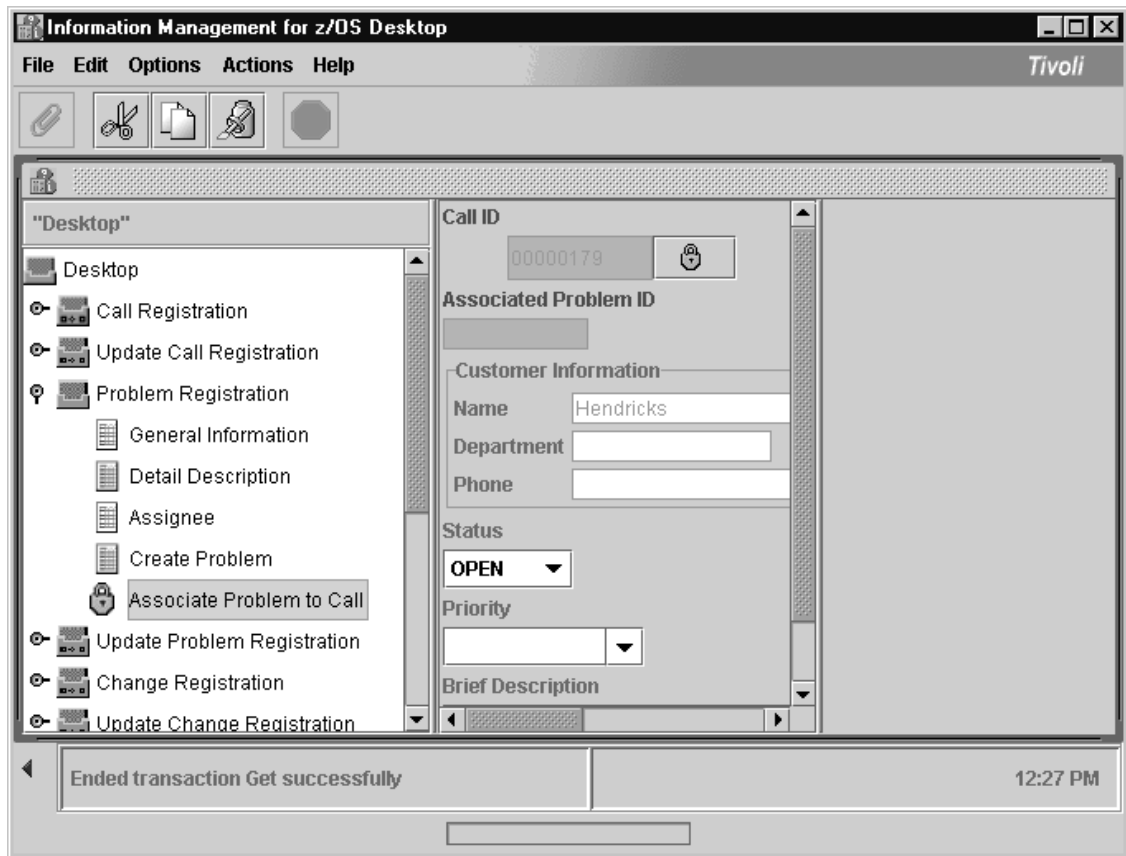 Information Management for z/OS Desktop
File Edit Options Actions Help
Tivoli
"Desktop"
Desktop
Call Registration
Update Call Registration
Problem Registration
General Information
Detail Description
Assignee
Create Problem
Associate Problem to Call
Update Problem Registration
Change Registration
Update Change Registration
Call ID
00000179
Associated Problem ID
Customer Information
Name Hendricks
Department
Phone
Status
OPEN
Priority
Brief Description
Ended transaction Get successfully
12:27 PM